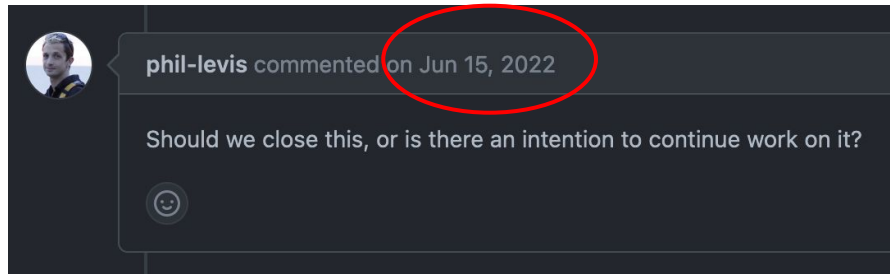 phil-levis commented on Jun 15, 2022
Should we close this, or is there an intention to continue work on it?